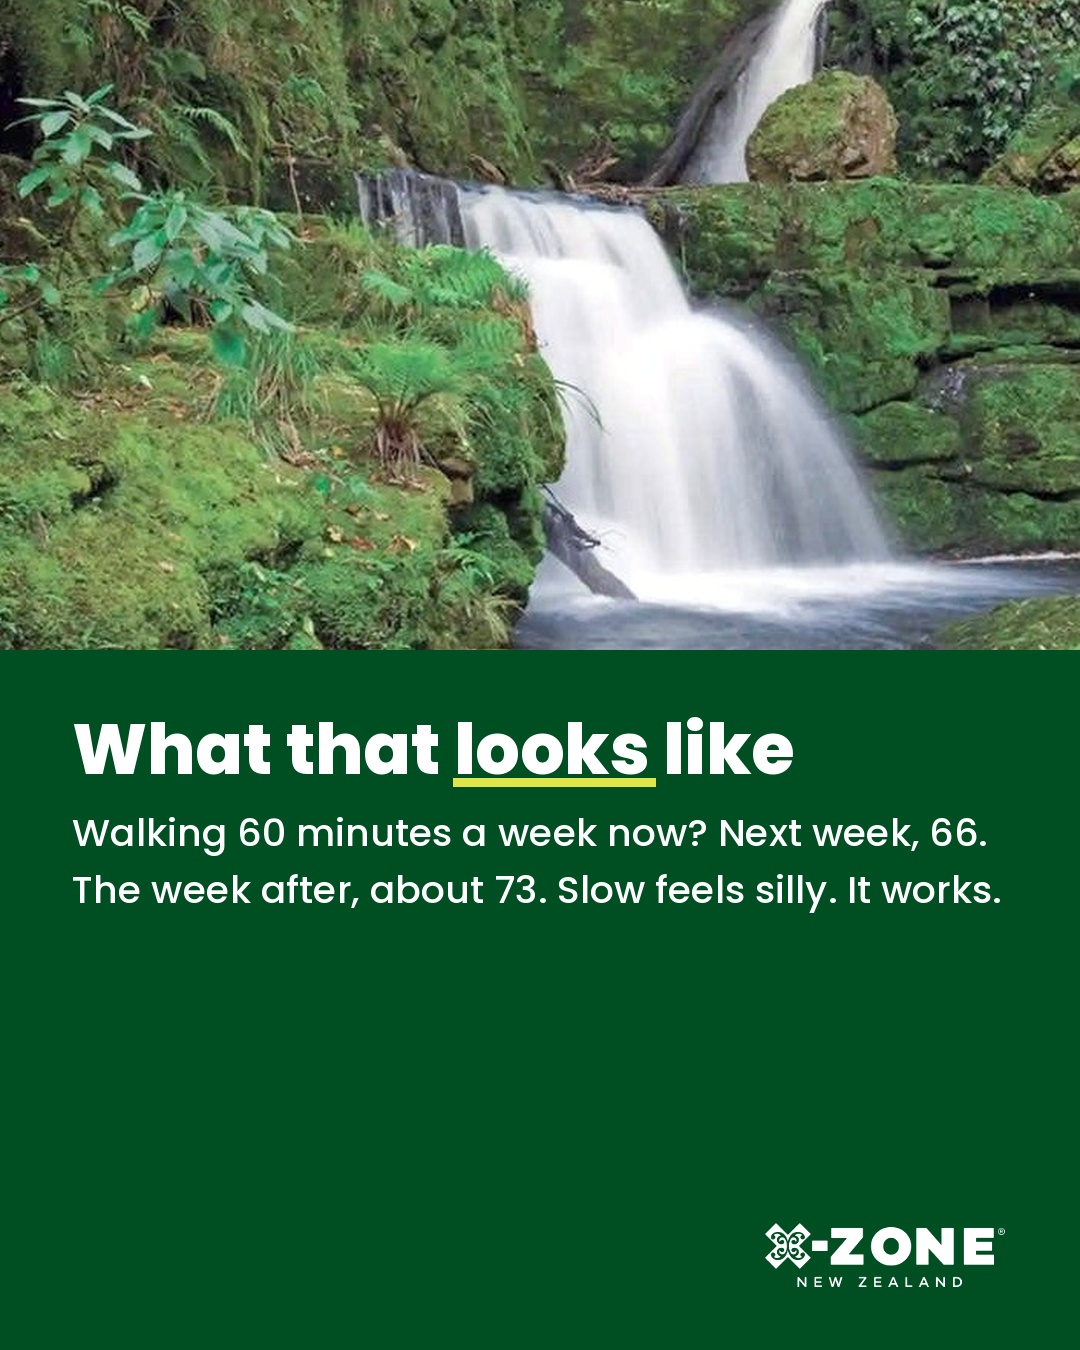 What that looks like
Walking 60 minutes a week now? Next week, 66.
The week after, about 73. Slow feels silly. It works.
X-ZONE®
NEW ZEALAND